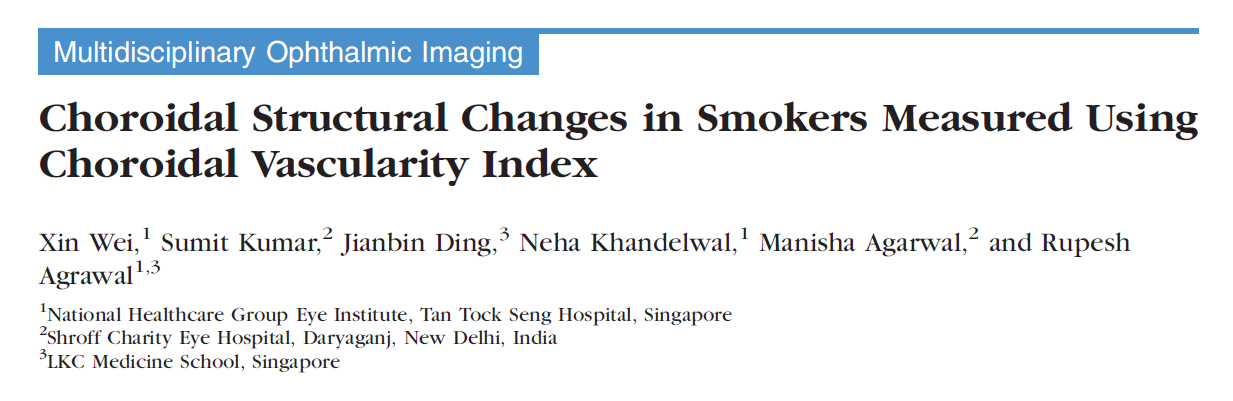 Multidisciplinary Ophthalmic Imaging
Choroidal Structural Changes in Smokers Measured Using
Choroidal Vascularity Index
Xin Wei,1 Sumit Kumar,2 Jianbin Ding,3 Neha Khandelwal,1 Manisha Agarwal,2 and Rupesh
Agrawal1,3
1National Healthcare Group Eye Institute, Tan Tock Seng Hospital, Singapore
2Shroff Charity Eye Hospital, Daryaganj, New Delhi, India
3LKC Medicine School, Singapore